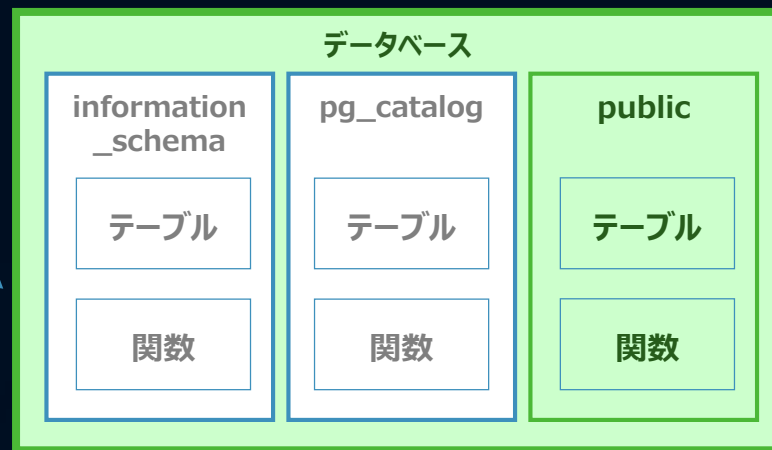 データベース
information
_schema
pg_catalog
public
テーブル
テーブル
テーブル
関数
関数
関数